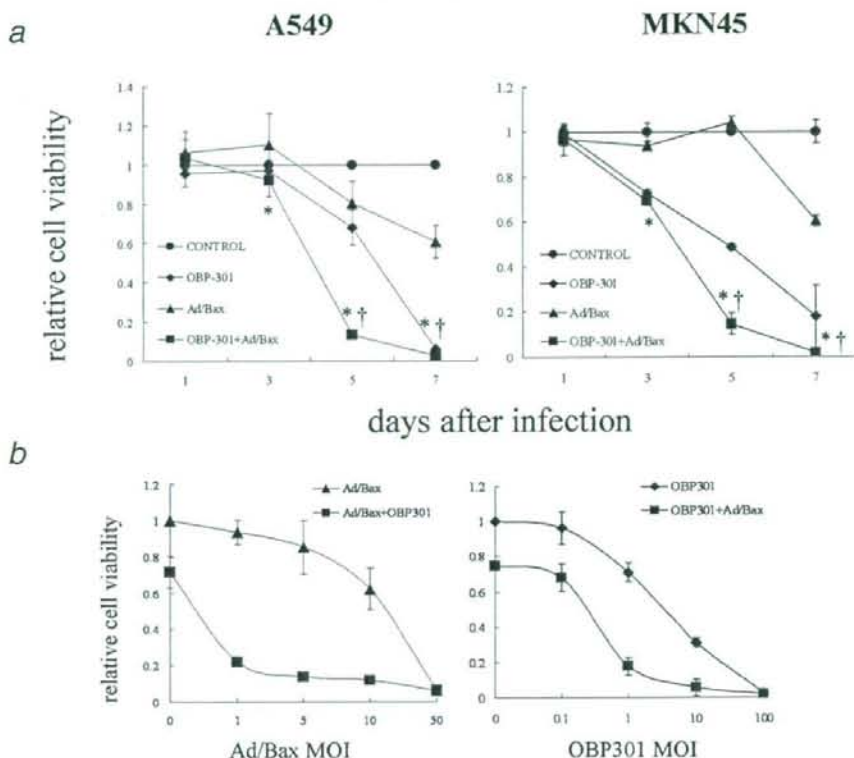 a
A549
MKN45
relative cell viability
1.4
1.2
1
0.8
0.6
0.4
0.2
0
CONTROL
OBP-301
Ad/Bax
OBP-301+Ad/Bax
*
* †
* †
1 3 5 7
1.2
1
0.8
0.6
0.4
0.2
0
CONTROL
OBP-301
Ad/Bax
OBP-301+Ad/Bax
*
* †
* †
1 3 5 7
days after infection
b
relative cell viability
1.2
1
0.8
0.6
0.4
0.2
0
Ad/Bax
Ad/Bax+OBP301
0 1 5 10 50
Ad/Bax MOI
1.2
1
0.8
0.6
0.4
0.2
0
OBP301
OBP301+Ad/Bax
0 0.1 1 10 100
OBP301 MOI